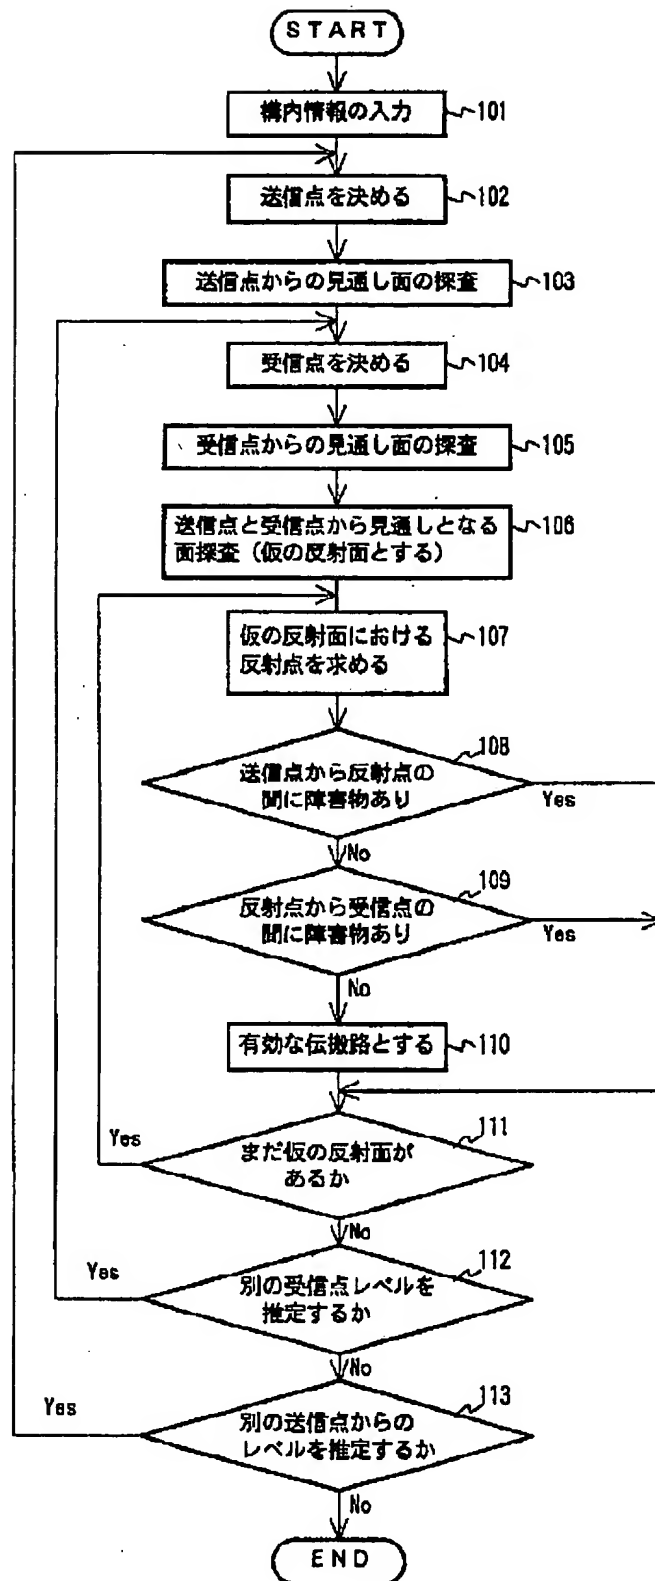 START
構内情報の入力
101
送信点を決める
102
送信点からの見通し面の探査
103
受信点を決める
104
受信点からの見通し面の探査
105
送信点と受信点から見通しとなる
面探査（仮の反射面とする）
106
仮の反射面における
反射点を求める
107
108
送信点から反射点の
間に障害物あり
Yes
No
109
反射点から受信点の
間に障害物あり
Yes
No
有効な伝搬路とする
110
111
Yes
まだ仮の反射面が
あるか
No
112
Yes
別の受信点レベルを
推定するか
No
113
Yes
別の送信点からの
レベルを推定するか
No
END